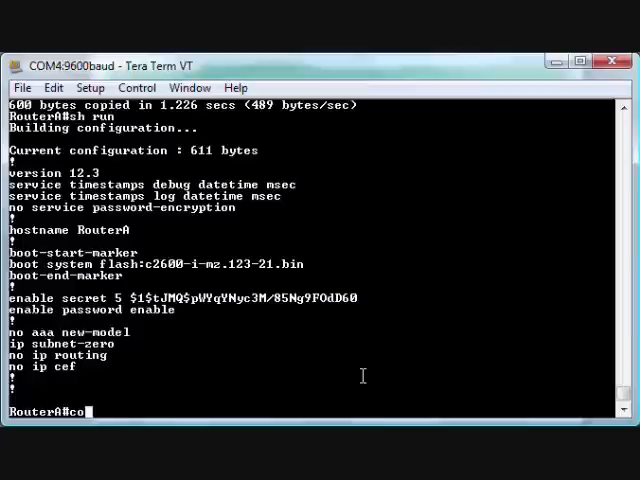 COM4:9600baud - Tera Term VT
File Edit Setup Control Window Help
600 bytes copied in 1.226 secs (489 bytes/sec)
RouterA#sh run
Building configuration...
Current configuration : 611 bytes
!
version 12.3
service timestamps debug datetime msec
service timestamps log datetime msec
no service password-encryption
!
hostname RouterA
!
boot-start-marker
boot system flash:c2600-i-mz.123-21.bin
boot-end-marker
!
enable secret 5 $1$tJMQ$pWYqYNyc3M/85Ng9FOdD60
enable password enable
!
no aaa new-model
ip subnet-zero
no ip routing
no ip cef
!
!
RouterA#co